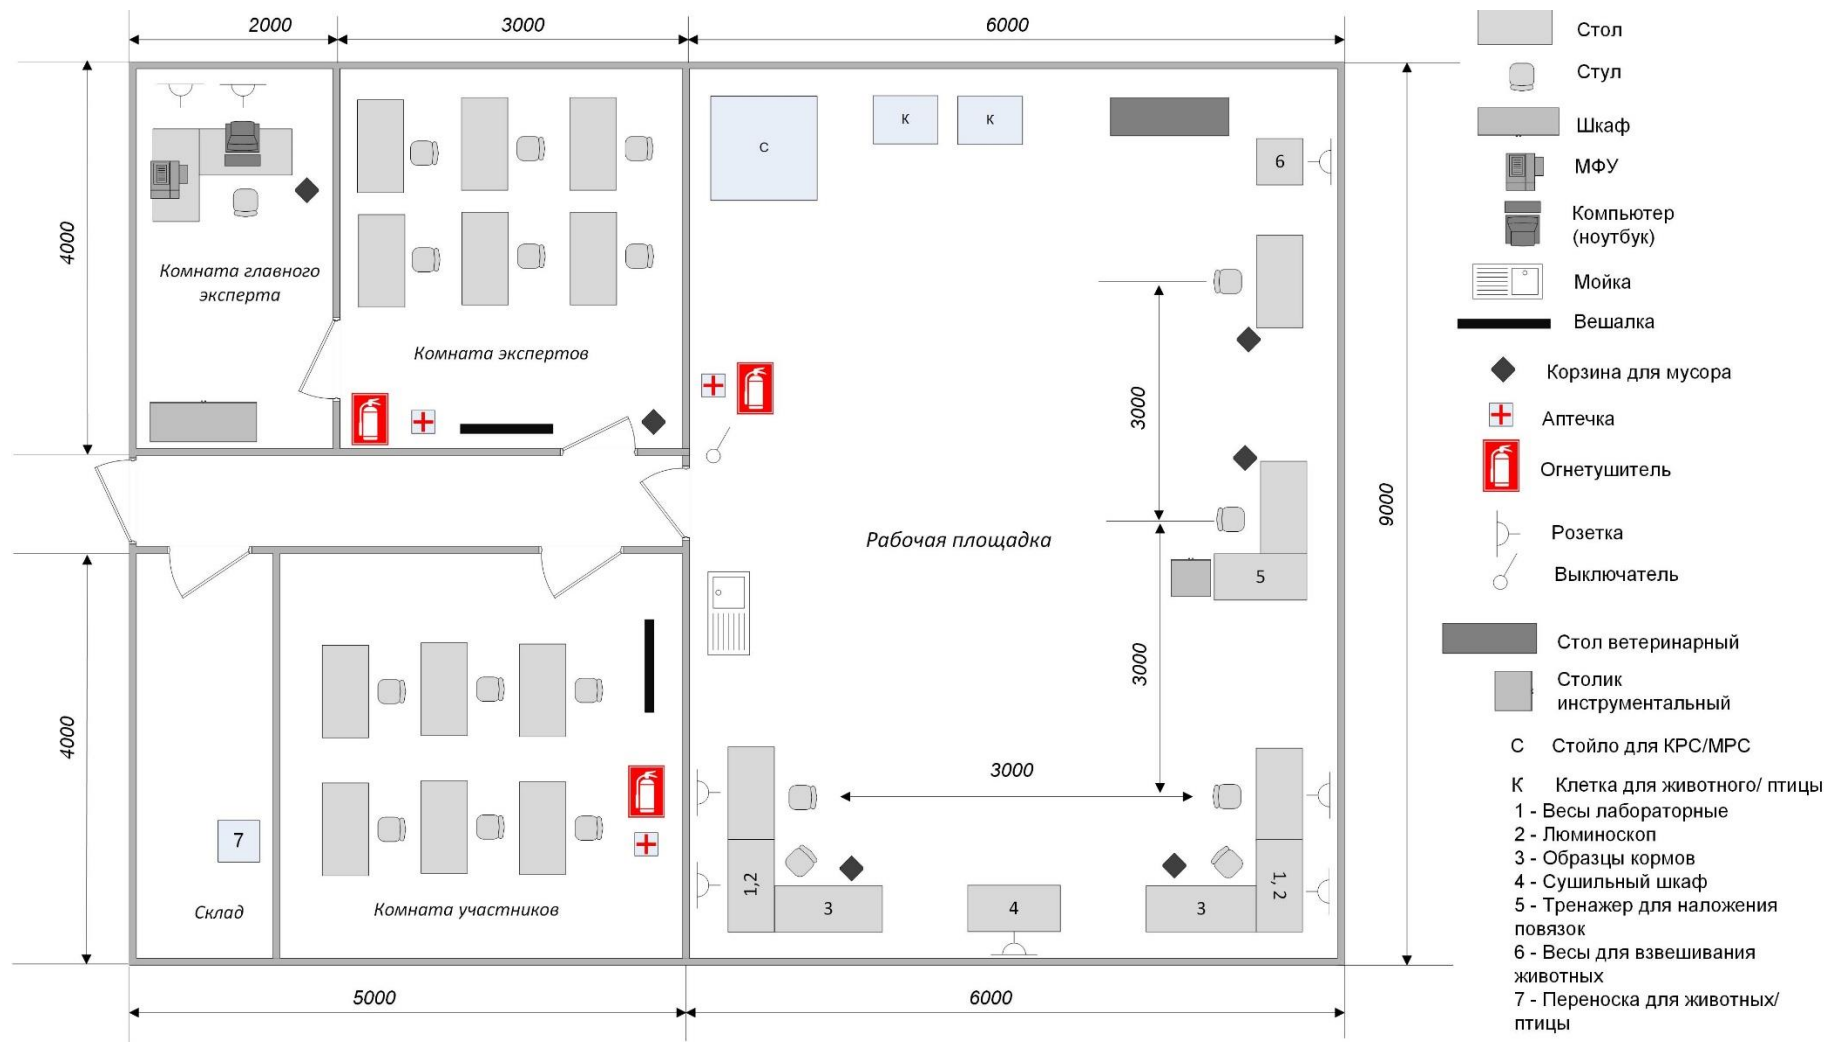 2000
3000
6000
Стол
Стул
Шкаф
МФУ
Компьютер
(ноутбук)
Мойка
Вешалка
Корзина для мусора
Аптечка
Огнетушитель
Розетка
Выключатель
Стол ветеринарный
Столик
инструментальный
С Стойло для КРС/МРС
К Клетка для животного/ птицы
1 - Весы лабораторные
2 - Люминоскоп
3 - Образцы кормов
4 - Сушильный шкаф
5 - Тренажер для наложения
повязок
6 - Весы для взвешивания
животных
7 - Переноска для животных/
птицы
4000
Комната главного
эксперта
Комната экспертов
С
К
К
6
3000
9000
Рабочая площадка
5
3000
3000
4000
7
Склад
Комната участников
1,2
3
4
3
1, 2
5000
6000